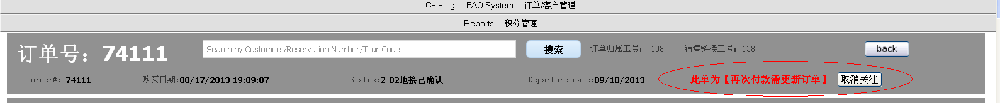 Catalog FAQ System 订单/客户管理
Reports 积分管理
订单号：74111 Search by Customers/Reservation Number/Tour Code 搜索 订单归属工号： 138 销售链接工号：138 back
order#: 74111 购买日期:08/17/2013 19:09:07 Status:2-02地接已确认 Departure date:09/18/2013 此单为【再次付款需更新订单】 取消关注